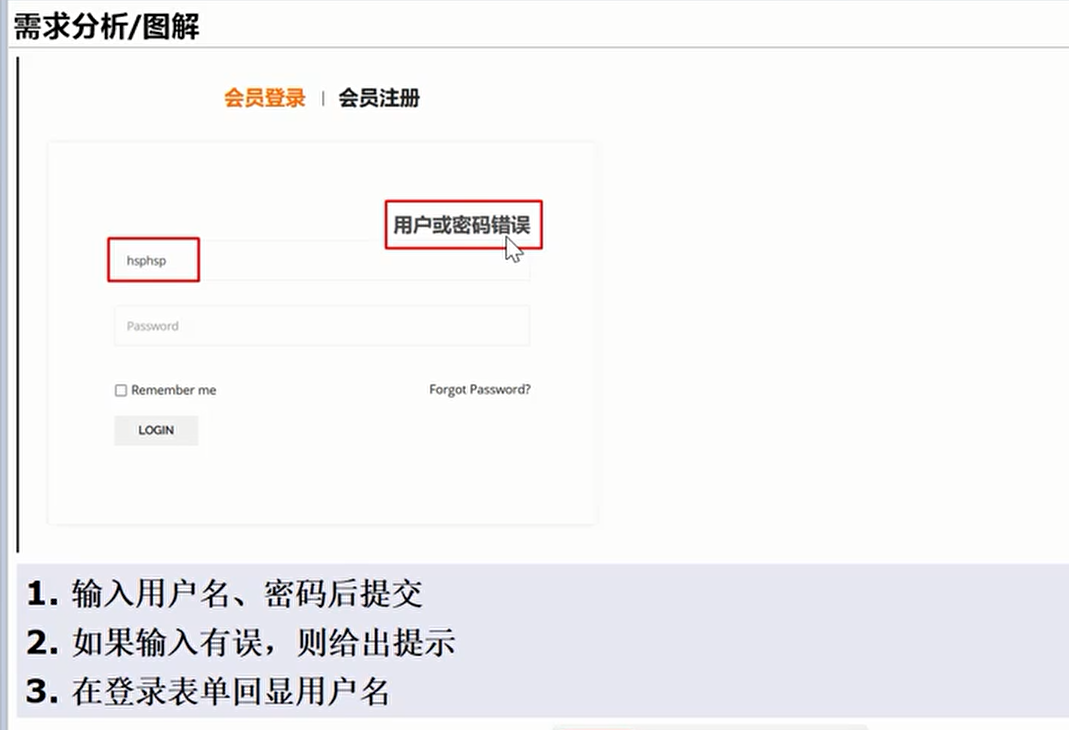 需求分析/图解
会员登录 | 会员注册
用户或密码错误
hsphsp
Password
Remember me Forgot Password?
LOGIN
1. 输入用户名、密码后提交
2. 如果输入有误，则给出提示
3. 在登录表单回显用户名